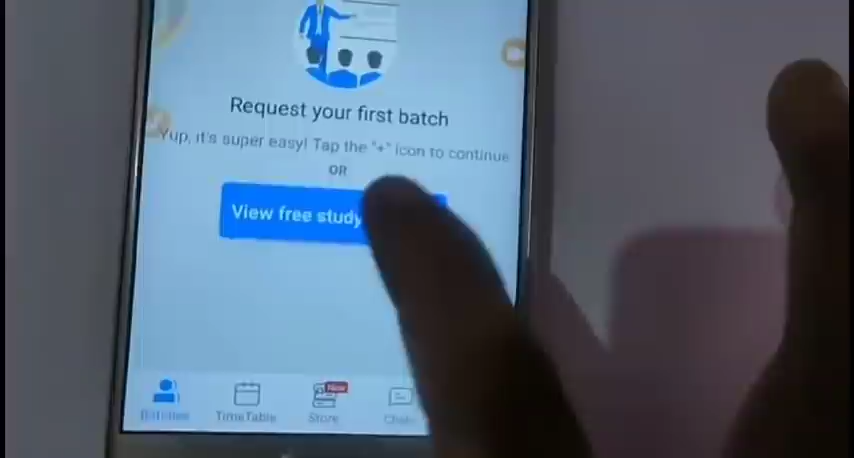 Request your first batch
Yup, it's super easy! Tap the "+" icon to continue
OR
View free study
New
Batches
TimeTable
Store
Chats